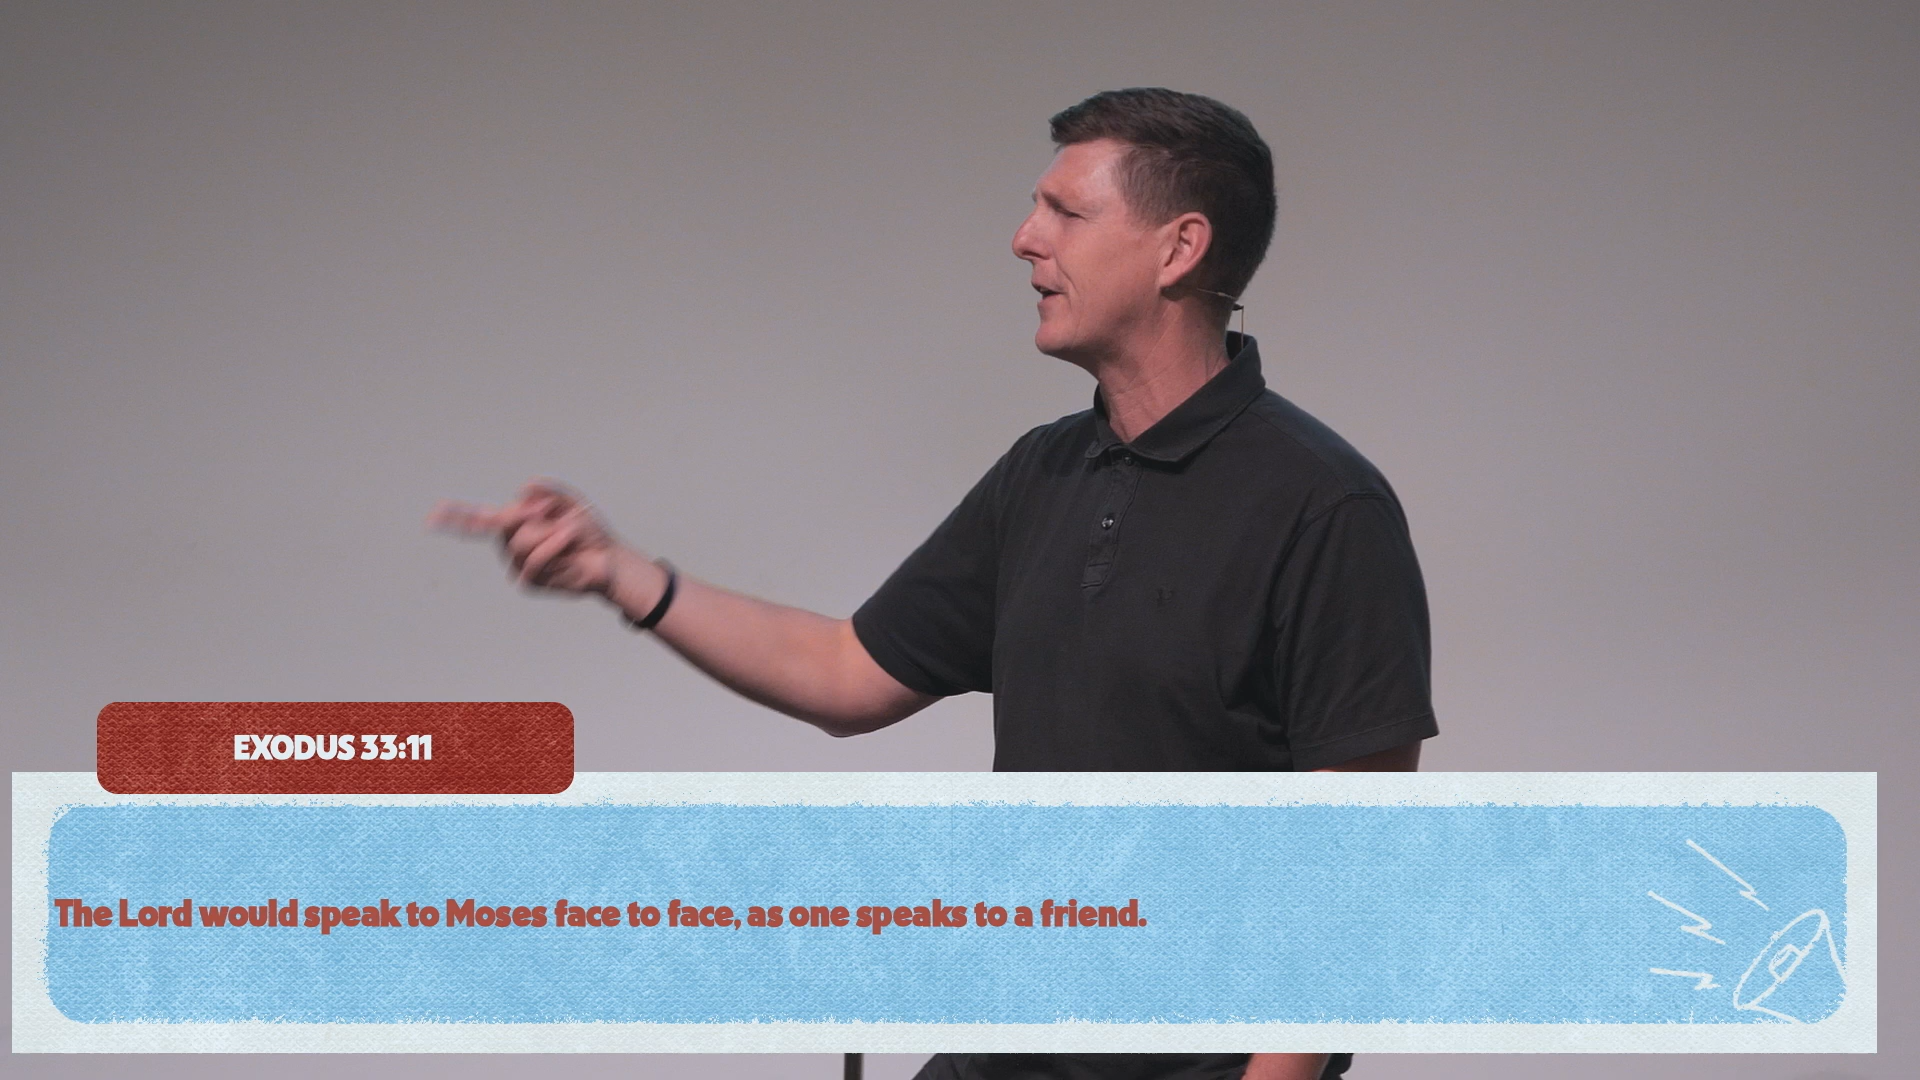 EXODUS 33:11
The Lord would speak to Moses face to face, as one speaks to a friend.